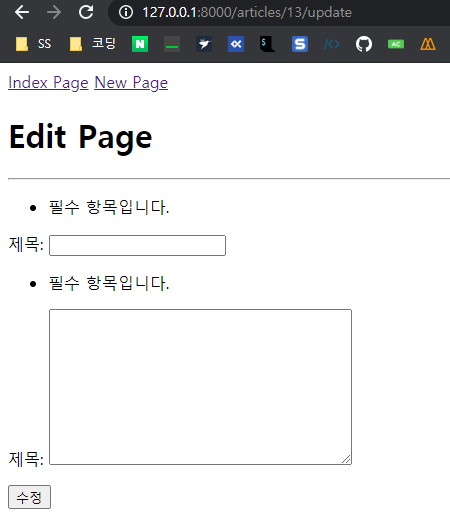 127.0.0.1:8000/articles/13/update
SS 코딩 N S AC
Index Page New Page
Edit Page
필수 항목입니다.
제목:
필수 항목입니다.
제목:
수정